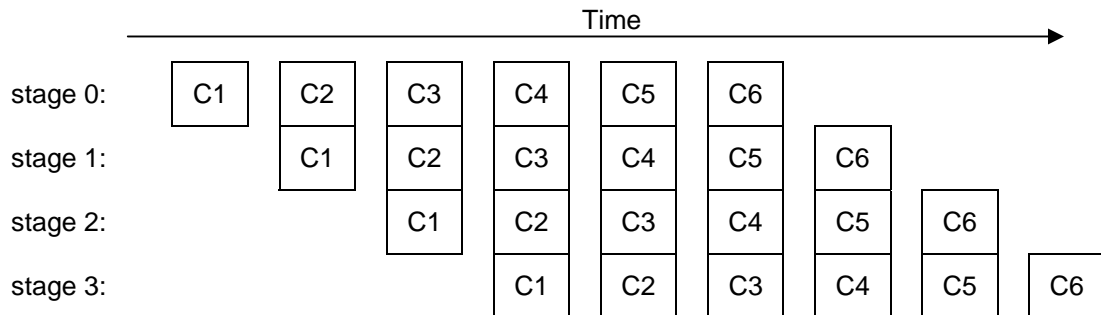 Time
stage 0: C1 C2 C3 C4 C5 C6
stage 1: C1 C2 C3 C4 C5 C6
stage 2: C1 C2 C3 C4 C5 C6
stage 3: C1 C2 C3 C4 C5 C6